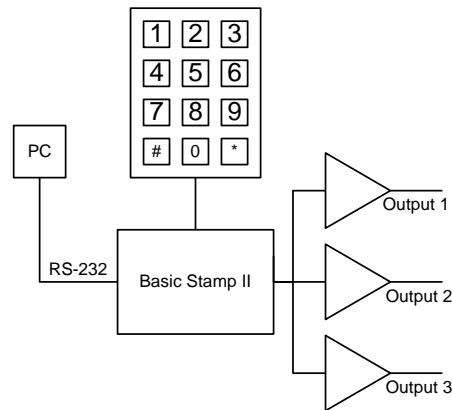 1 2 3
4 5 6
7 8 9
# 0 *
PC
Output 1
RS-232
Basic Stamp II
Output 2
Output 3